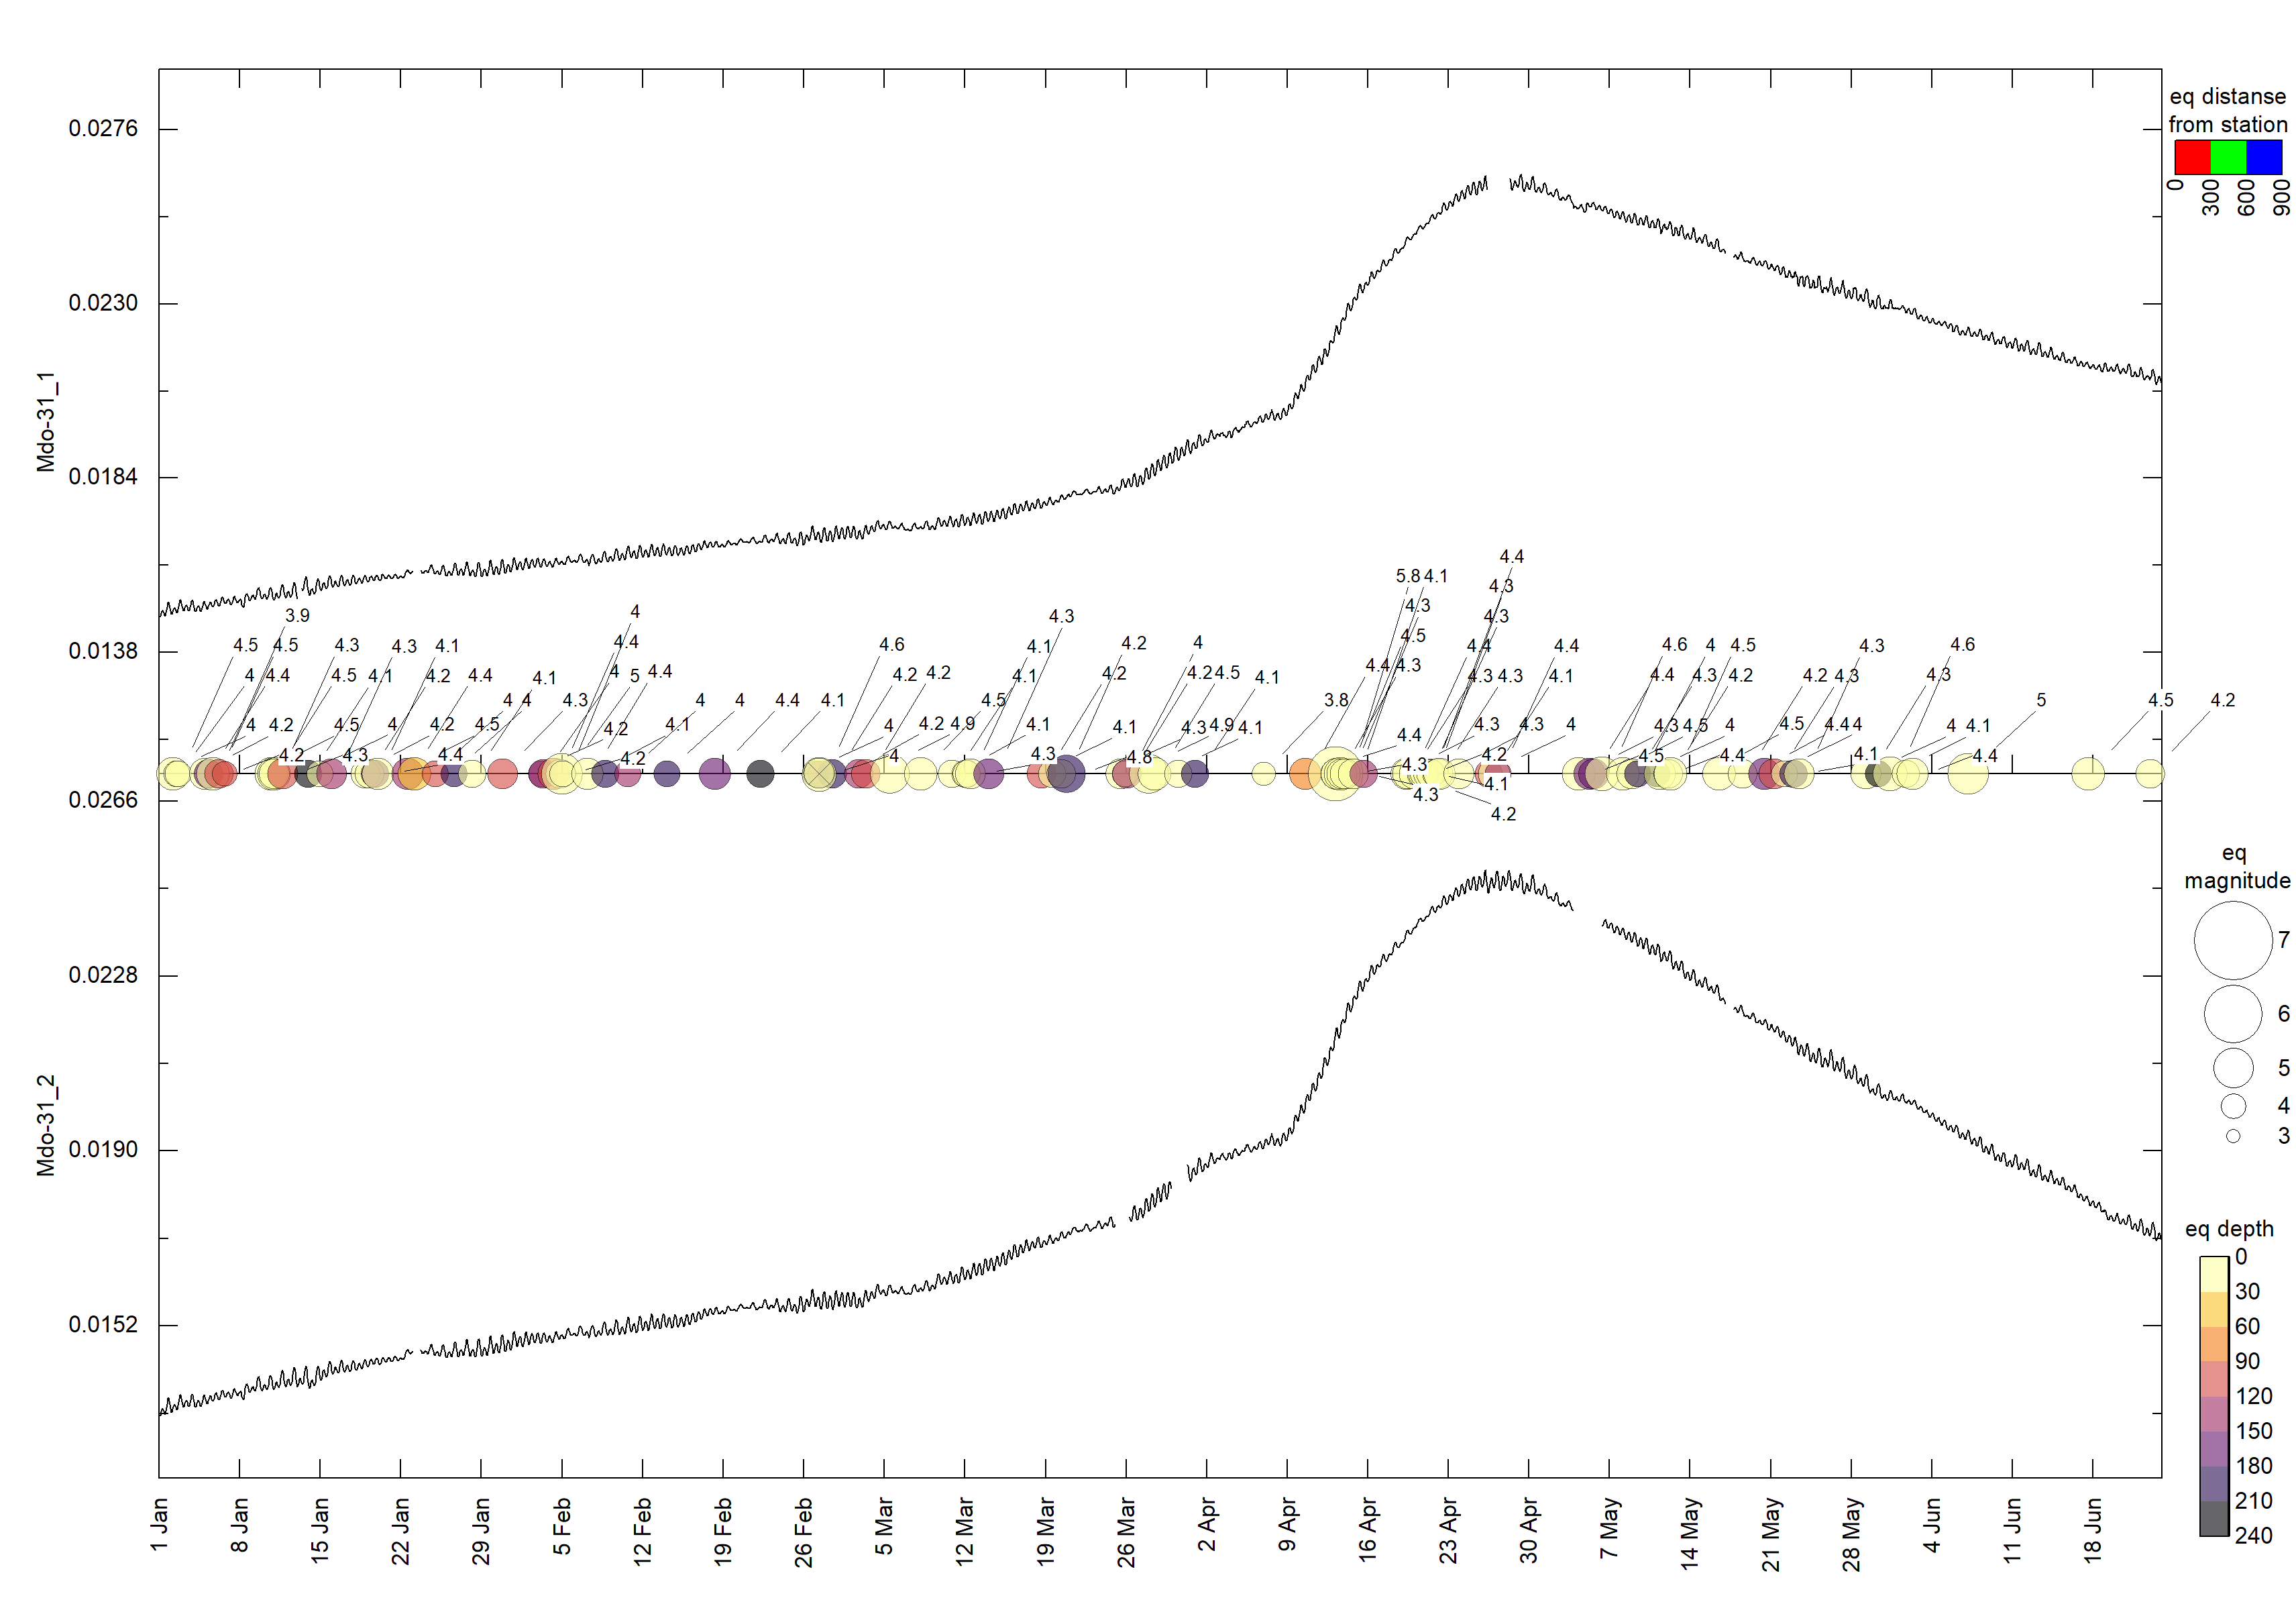 eq distanse
from station
0 300 600 900
Mdo-31_1
0.0276
0.0230
0.0184
0.0138
4.4
5.8 4.1
4.3
4.3
4 4.3 4.3
3.9
4.4 4.5
4.5 4.5 4.3 4.3 4.1 4.6 4.1 4.2 4 4.4 4.4 4.6 4 4.5 4.3 4.6
4.4 4.3
4 4.4 4.5 4.1 4.2 4.4 4.1 4 5 4.4 4.2 4.2 4.1 4.2 4.2 4.5 4.1 4.3 4.3 4.1 4.4 4.3 4.2 4.2 4.3 4.3
4 4 4.3 4 4 4.4 4.1 4.5 3.8 5 4.5 4.2
4 4.2 4.5 4 4.2 4.5 4.2 4.1 4 4.2 4.9 4.1 4.1 4.3 4.9 4.1 4.3 4.3 4 4.3 4.5 4 4.5 4.4 4 4 4.1
4.4
4.2 4.3 4.4 4.2 4 4.3 4.8 4.2 4.5 4.4 4.1 4.4
4.3
4.1
4.3
4.2
Mdo-31_2
0.0266
0.0228
0.0190
0.0152
eq
magnitude
7
6
5
4
3
eq depth
0
30
60
90
120
150
180
210
240
1 Jan 8 Jan 15 Jan 22 Jan 29 Jan 5 Feb 12 Feb 19 Feb 26 Feb 5 Mar 12 Mar 19 Mar 26 Mar 2 Apr 9 Apr 16 Apr 23 Apr 30 Apr 7 May 14 May 21 May 28 May 4 Jun 11 Jun 18 Jun